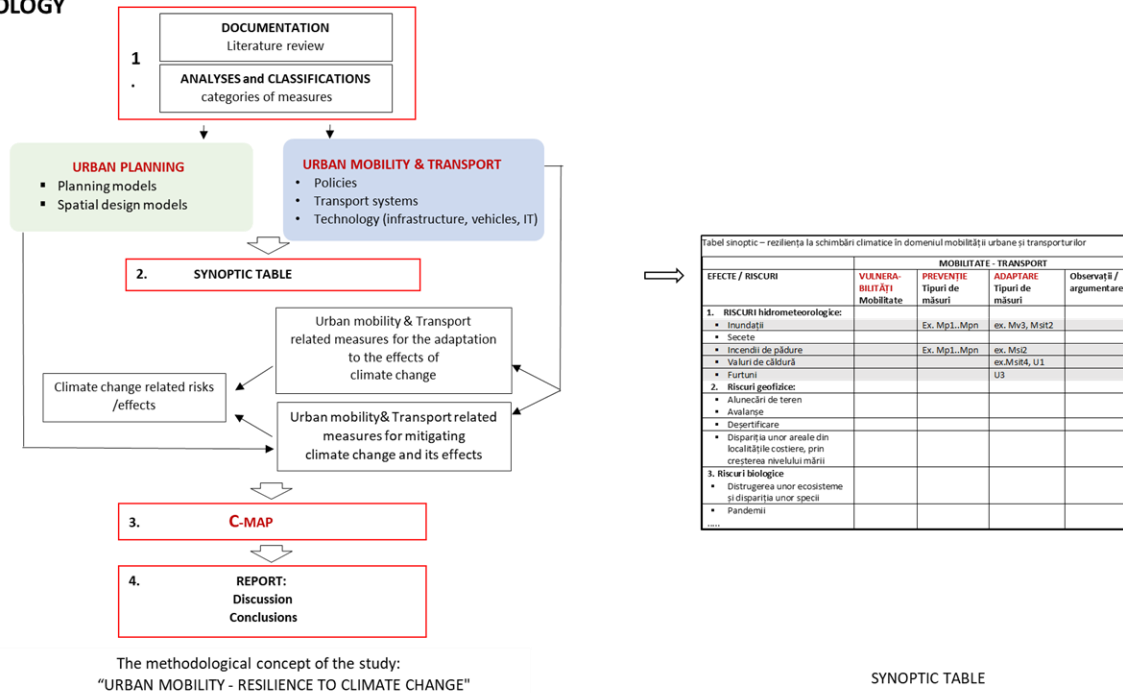 OLOGY
1
.
DOCUMENTATION
Literature review
ANALYSES and CLASSIFICATIONS
categories of measures
URBAN PLANNING
▪ Planning models
▪ Spatial design models
URBAN MOBILITY & TRANSPORT
• Policies
• Transport systems
• Technology (infrastructure, vehicles, IT)
2. SYNOPTIC TABLE
Urban mobility & Transport
related measures for the adaptation
to the effects of
climate change
Climate change related risks
/effects
Urban mobility& Transport related
measures for mitigating
climate change and its effects
3. C-MAP
4. REPORT:
Discussion
Conclusions
The methodological concept of the study:
“URBAN MOBILITY - RESILIENCE TO CLIMATE CHANGE"
Tabel sinoptic – reziliența la schimbări climatice în domeniul mobilității urbane și transporturilor
MOBILITATE - TRANSPORT
EFECTE / RISCURI
VULNERA-
BILITĂȚI
Mobilitate
PREVENȚIE
Tipuri de
măsuri
ADAPTARE
Tipuri de
măsuri
Observații /
argumentare
1. RISCURI hidrometeorologice:
▪ Inundații Ex. Mp1..Mpn ex. Mv3, Msit2
▪ Secete
▪ Incendii de pădure Ex. Mp1..Mpn ex. Msi2
▪ Valuri de căldură ex.Msit4, U1
▪ Furtuni U3
2. Riscuri geofizice:
▪ Alunecări de teren
▪ Avalanșe
▪ Deșertificare
▪ Dispariția unor areale din
localitățile costiere, prin
creșterea nivelului mării
3. Riscuri biologice
▪ Distrugerea unor ecosisteme
și dispariția unor specii
▪ Pandemii
.....
SYNOPTIC TABLE